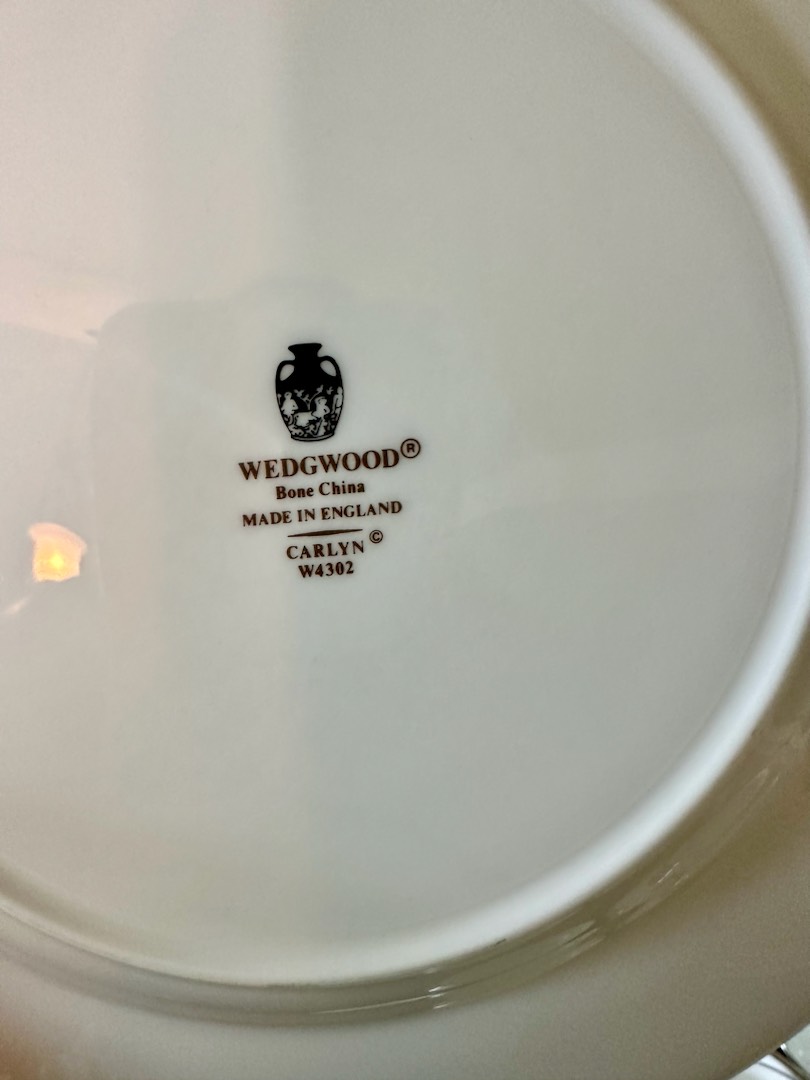 WEDGWOOD®
Bone China
MADE IN ENGLAND
CARLYN ©
W4302